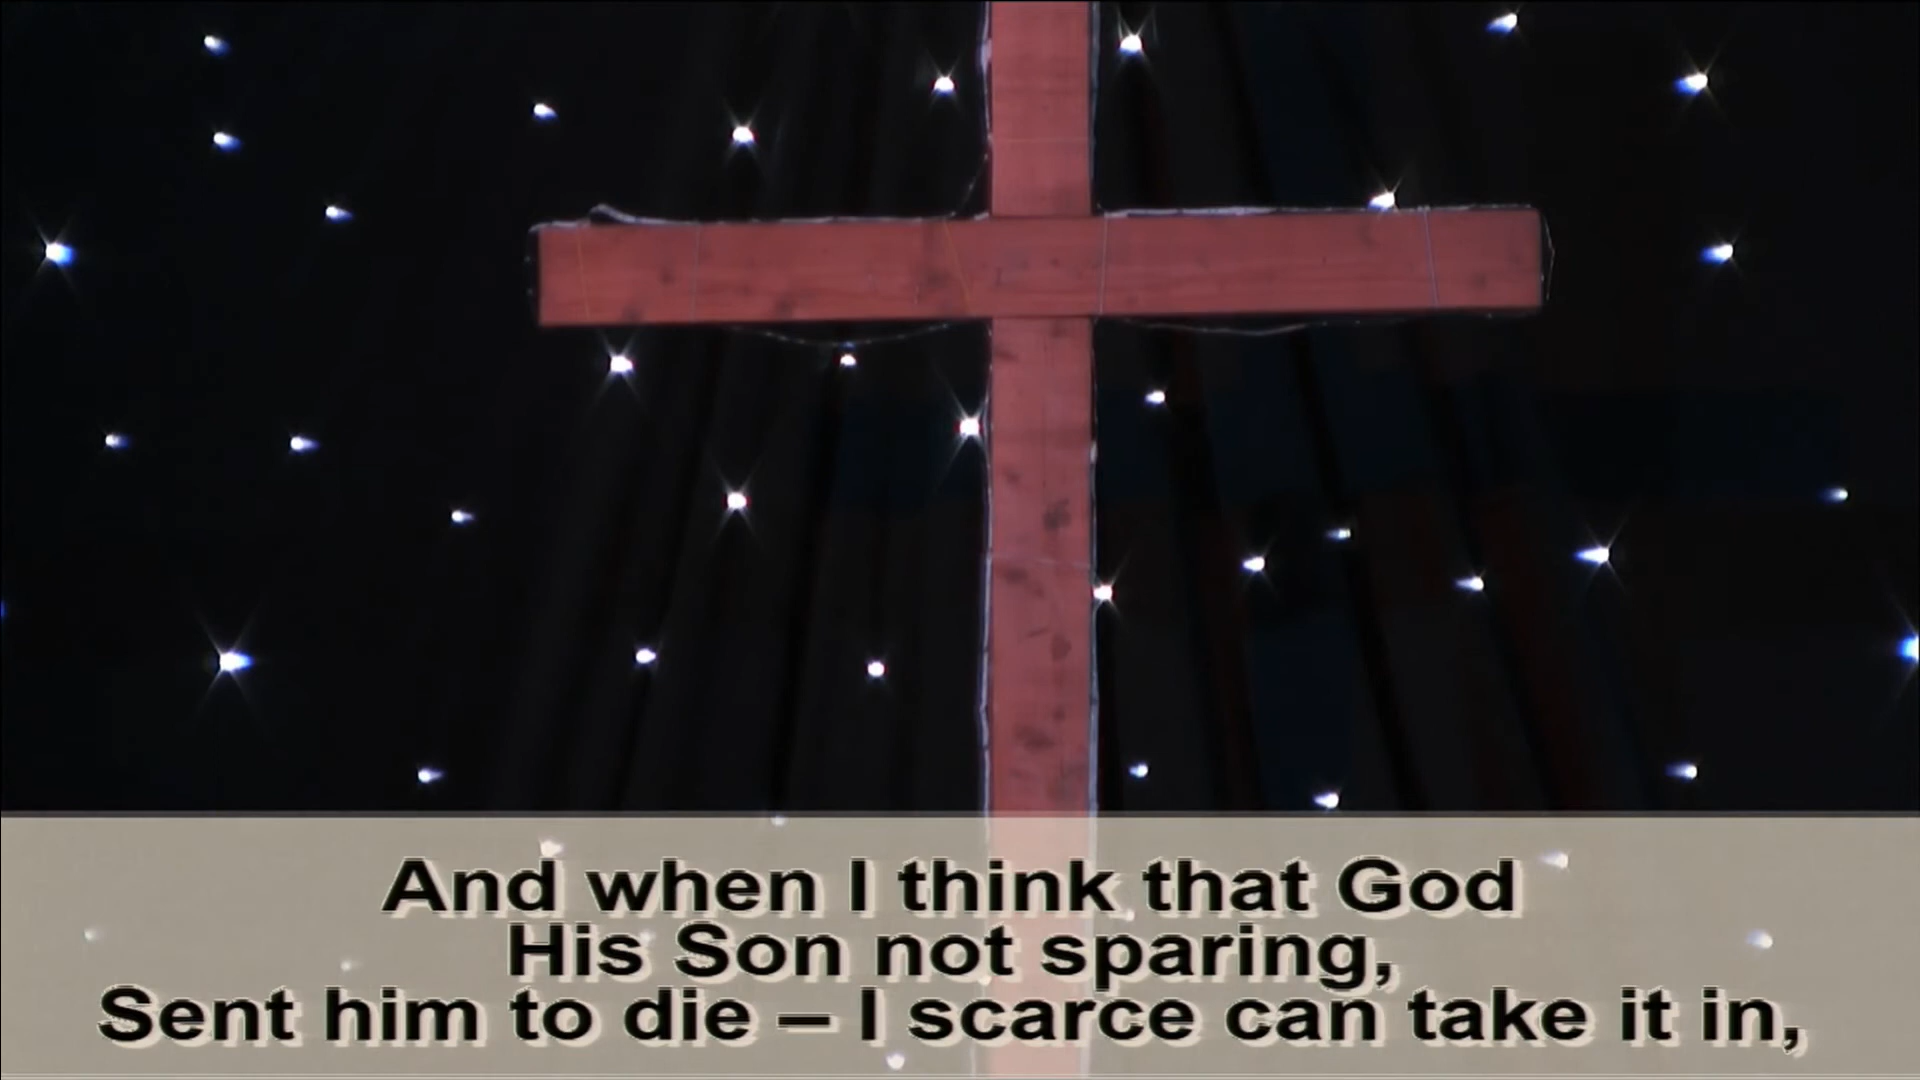 And when I think that God
His Son not sparing,
Sent him to die – I scarce can take it in,